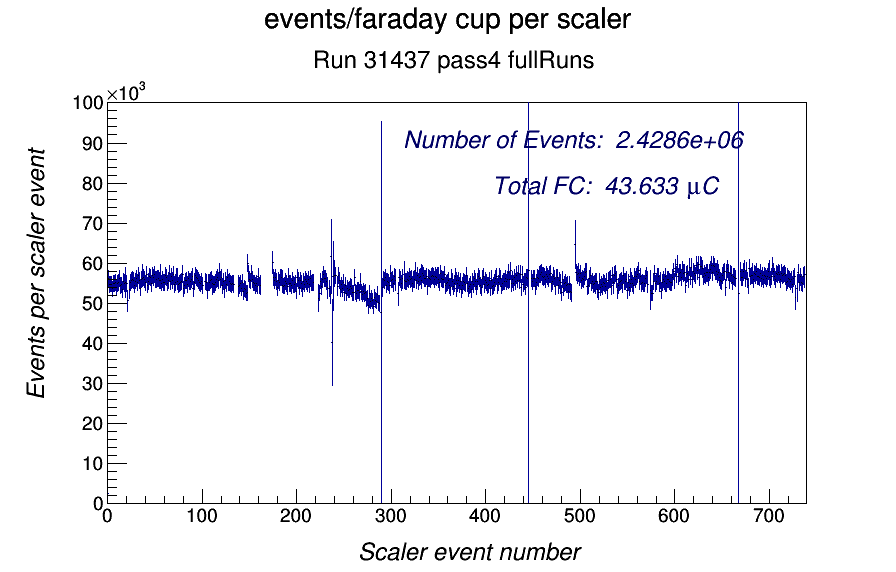 events/faraday cup per scaler
Run 31437 pass4 fullRuns
×10³
100
90
80
70
60
50
40
30
20
10
0
Events per scaler event
Number of Events: 2.4286e+06
Total FC: 43.633 μC
0 100 200 300 400 500 600 700
Scaler event number